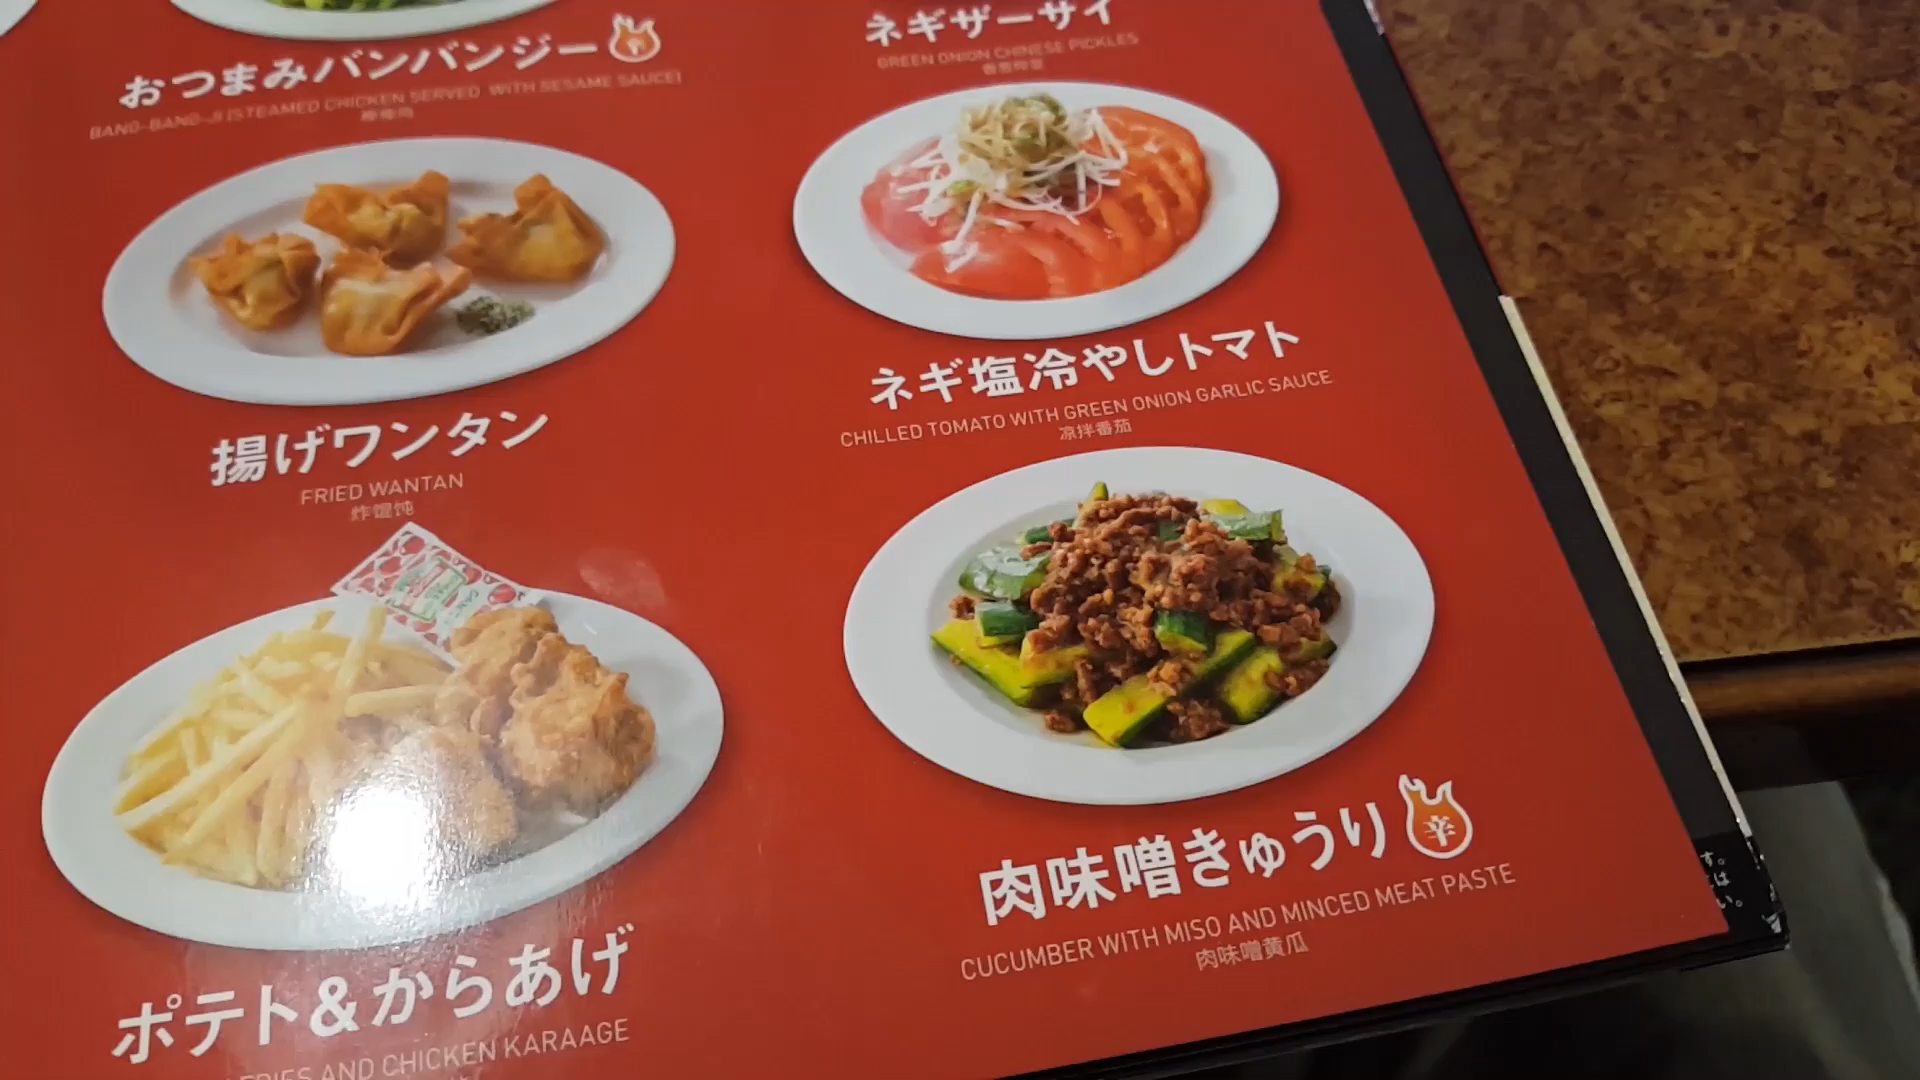 おつまみバンバンジー 辛
BANG-BANG-JI (STEAMED CHICKEN SERVED WITH SESAME SAUCE)
ネギザーサイ
GREEN ONION CHINESE PICKLES
揚げワンタン
FRIED WANTAN
炸馄饨
ネギ塩冷やしトマト
CHILLED TOMATO WITH GREEN ONION GARLIC SAUCE
凉拌番茄
ポテト&からあげ
FRIES AND CHICKEN KARAAGE
肉味噌きゅうり 辛
CUCUMBER WITH MISO AND MINCED MEAT PASTE
肉味噌黄瓜
す。
は
い。